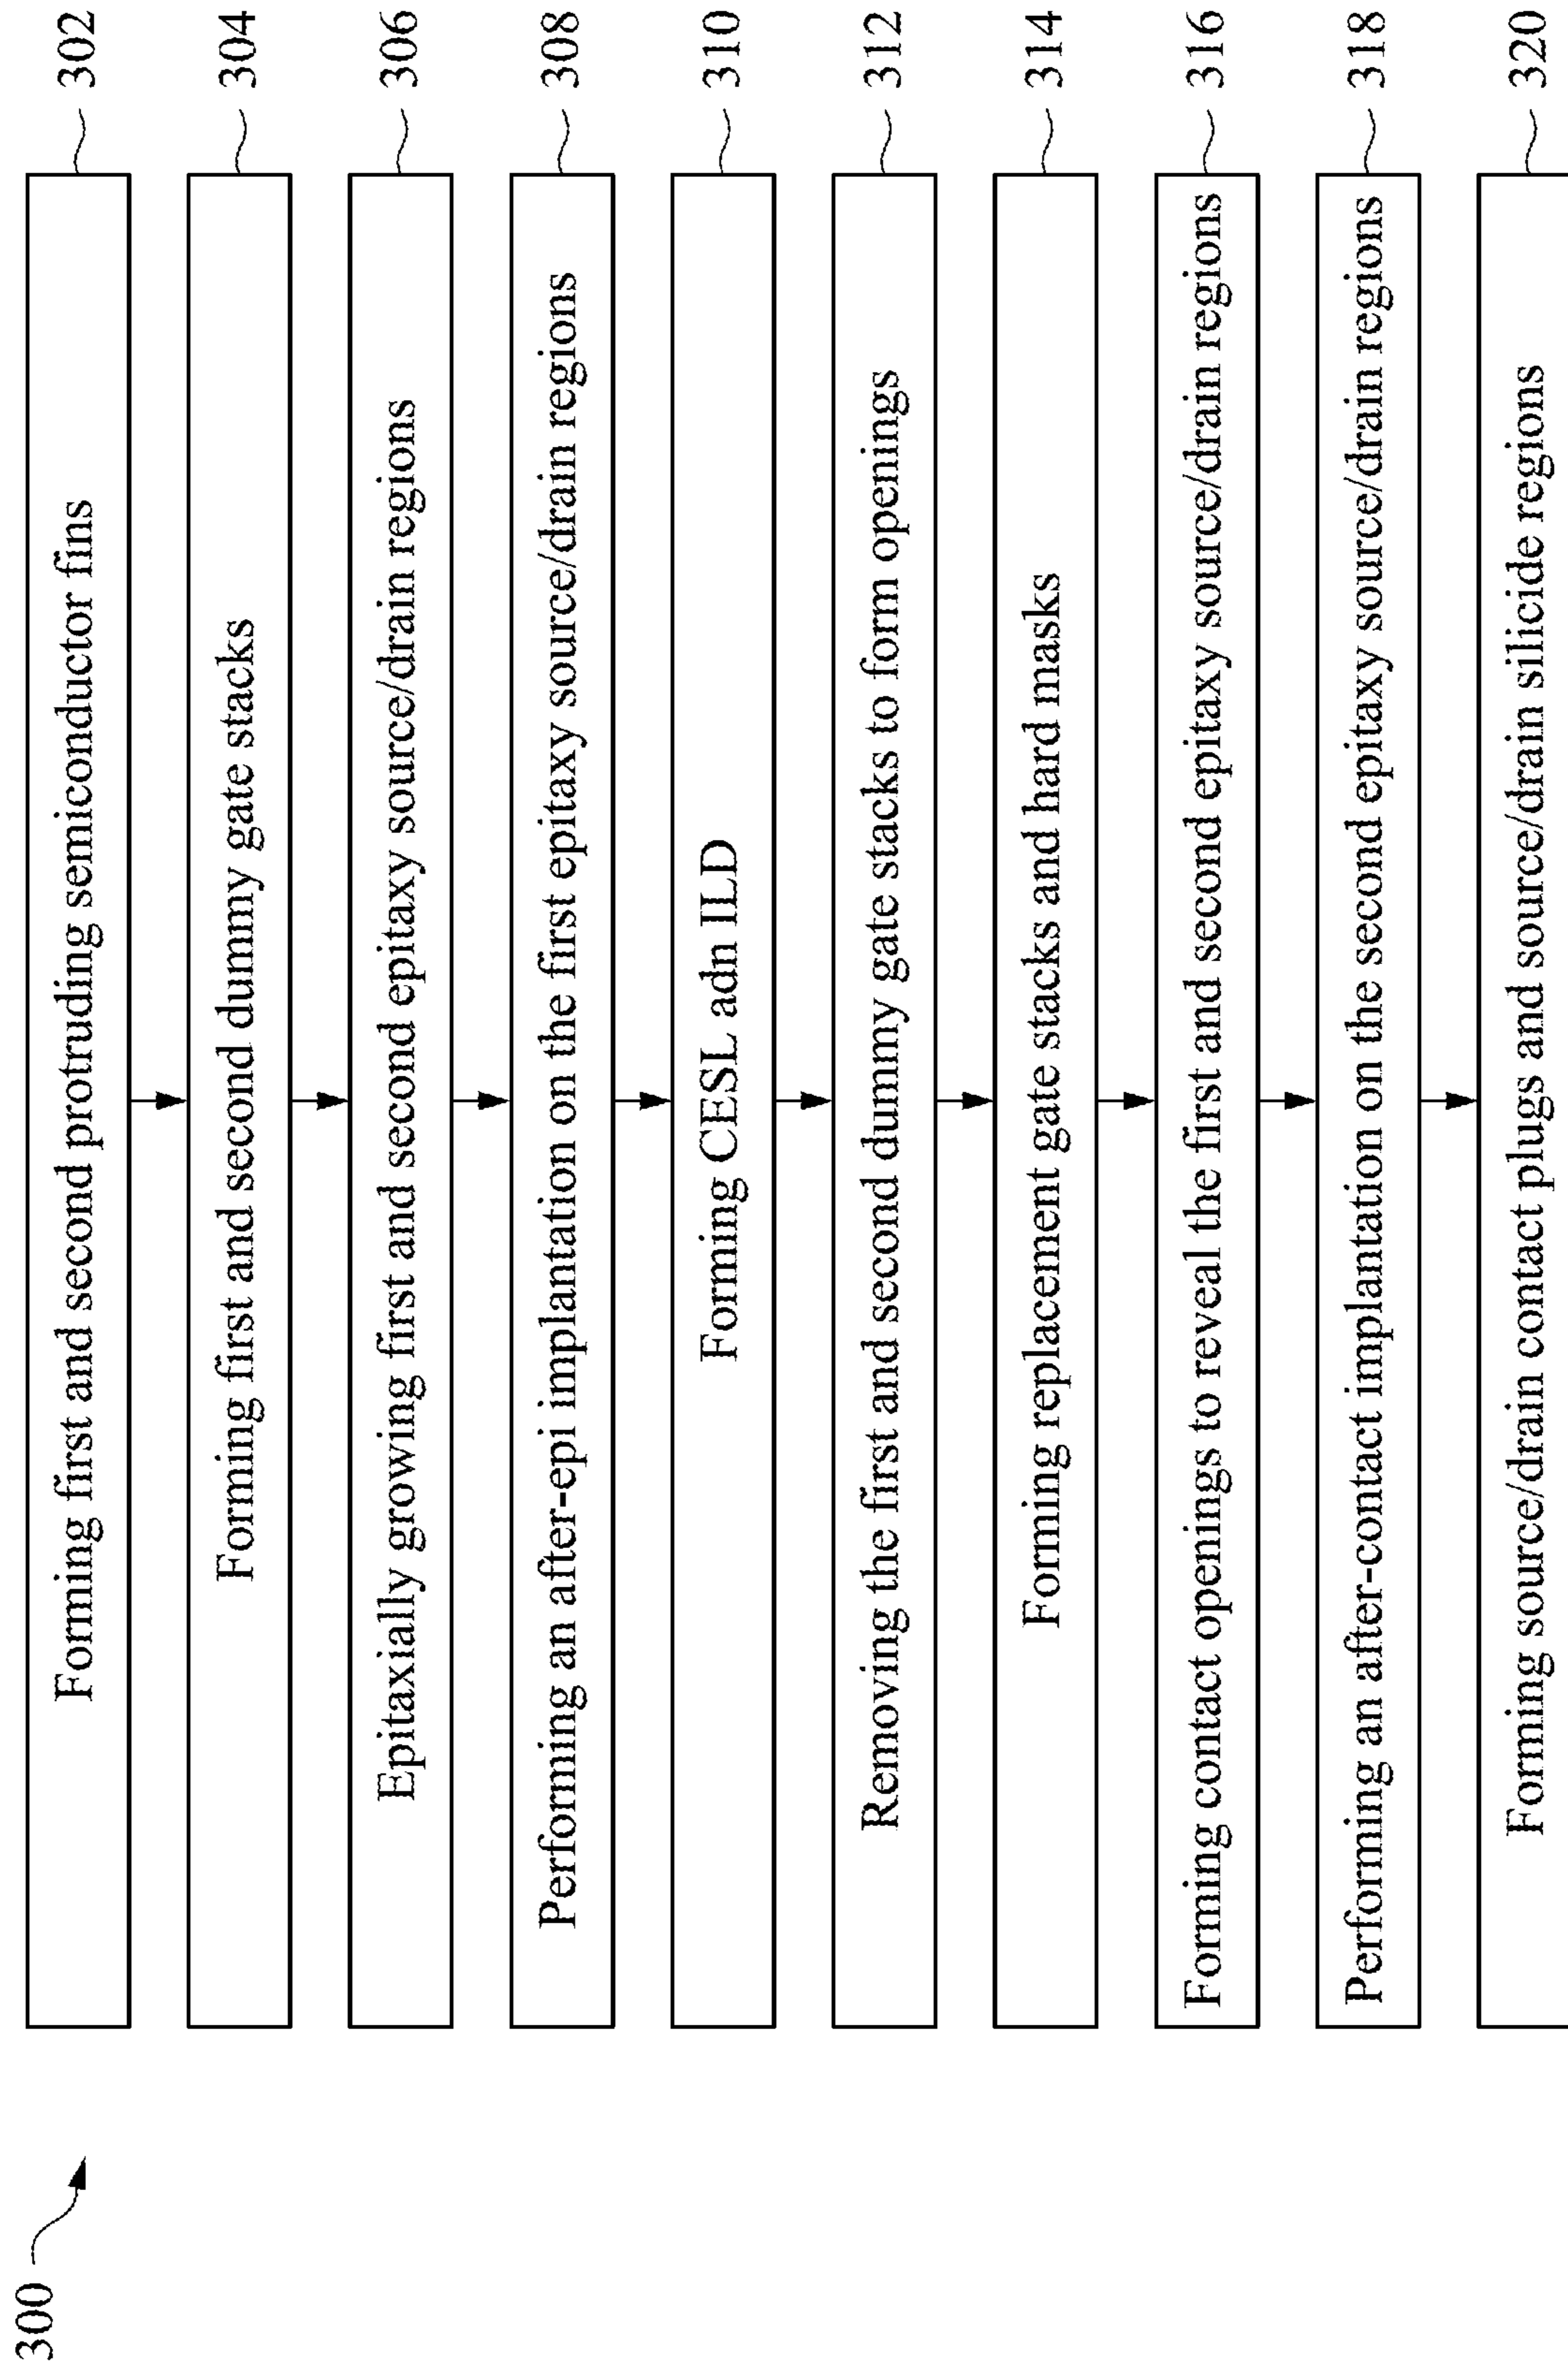 300
Forming first and second protruding semiconductor fins 302
Forming first and second dummy gate stacks 304
Epitaxially growing first and second epitaxy source/drain regions 306
Performing an after-epi implantation on the first epitaxy source/drain regions 308
Forming CESL adn ILD 310
Removing the first and second dummy gate stacks to form openings 312
Forming replacement gate stacks and hard masks 314
Forming contact openings to reveal the first and second epitaxy source/drain regions 316
Performing an after-contact implantation on the second epitaxy source/drain regions 318
Forming source/drain contact plugs and source/drain silicide regions 320